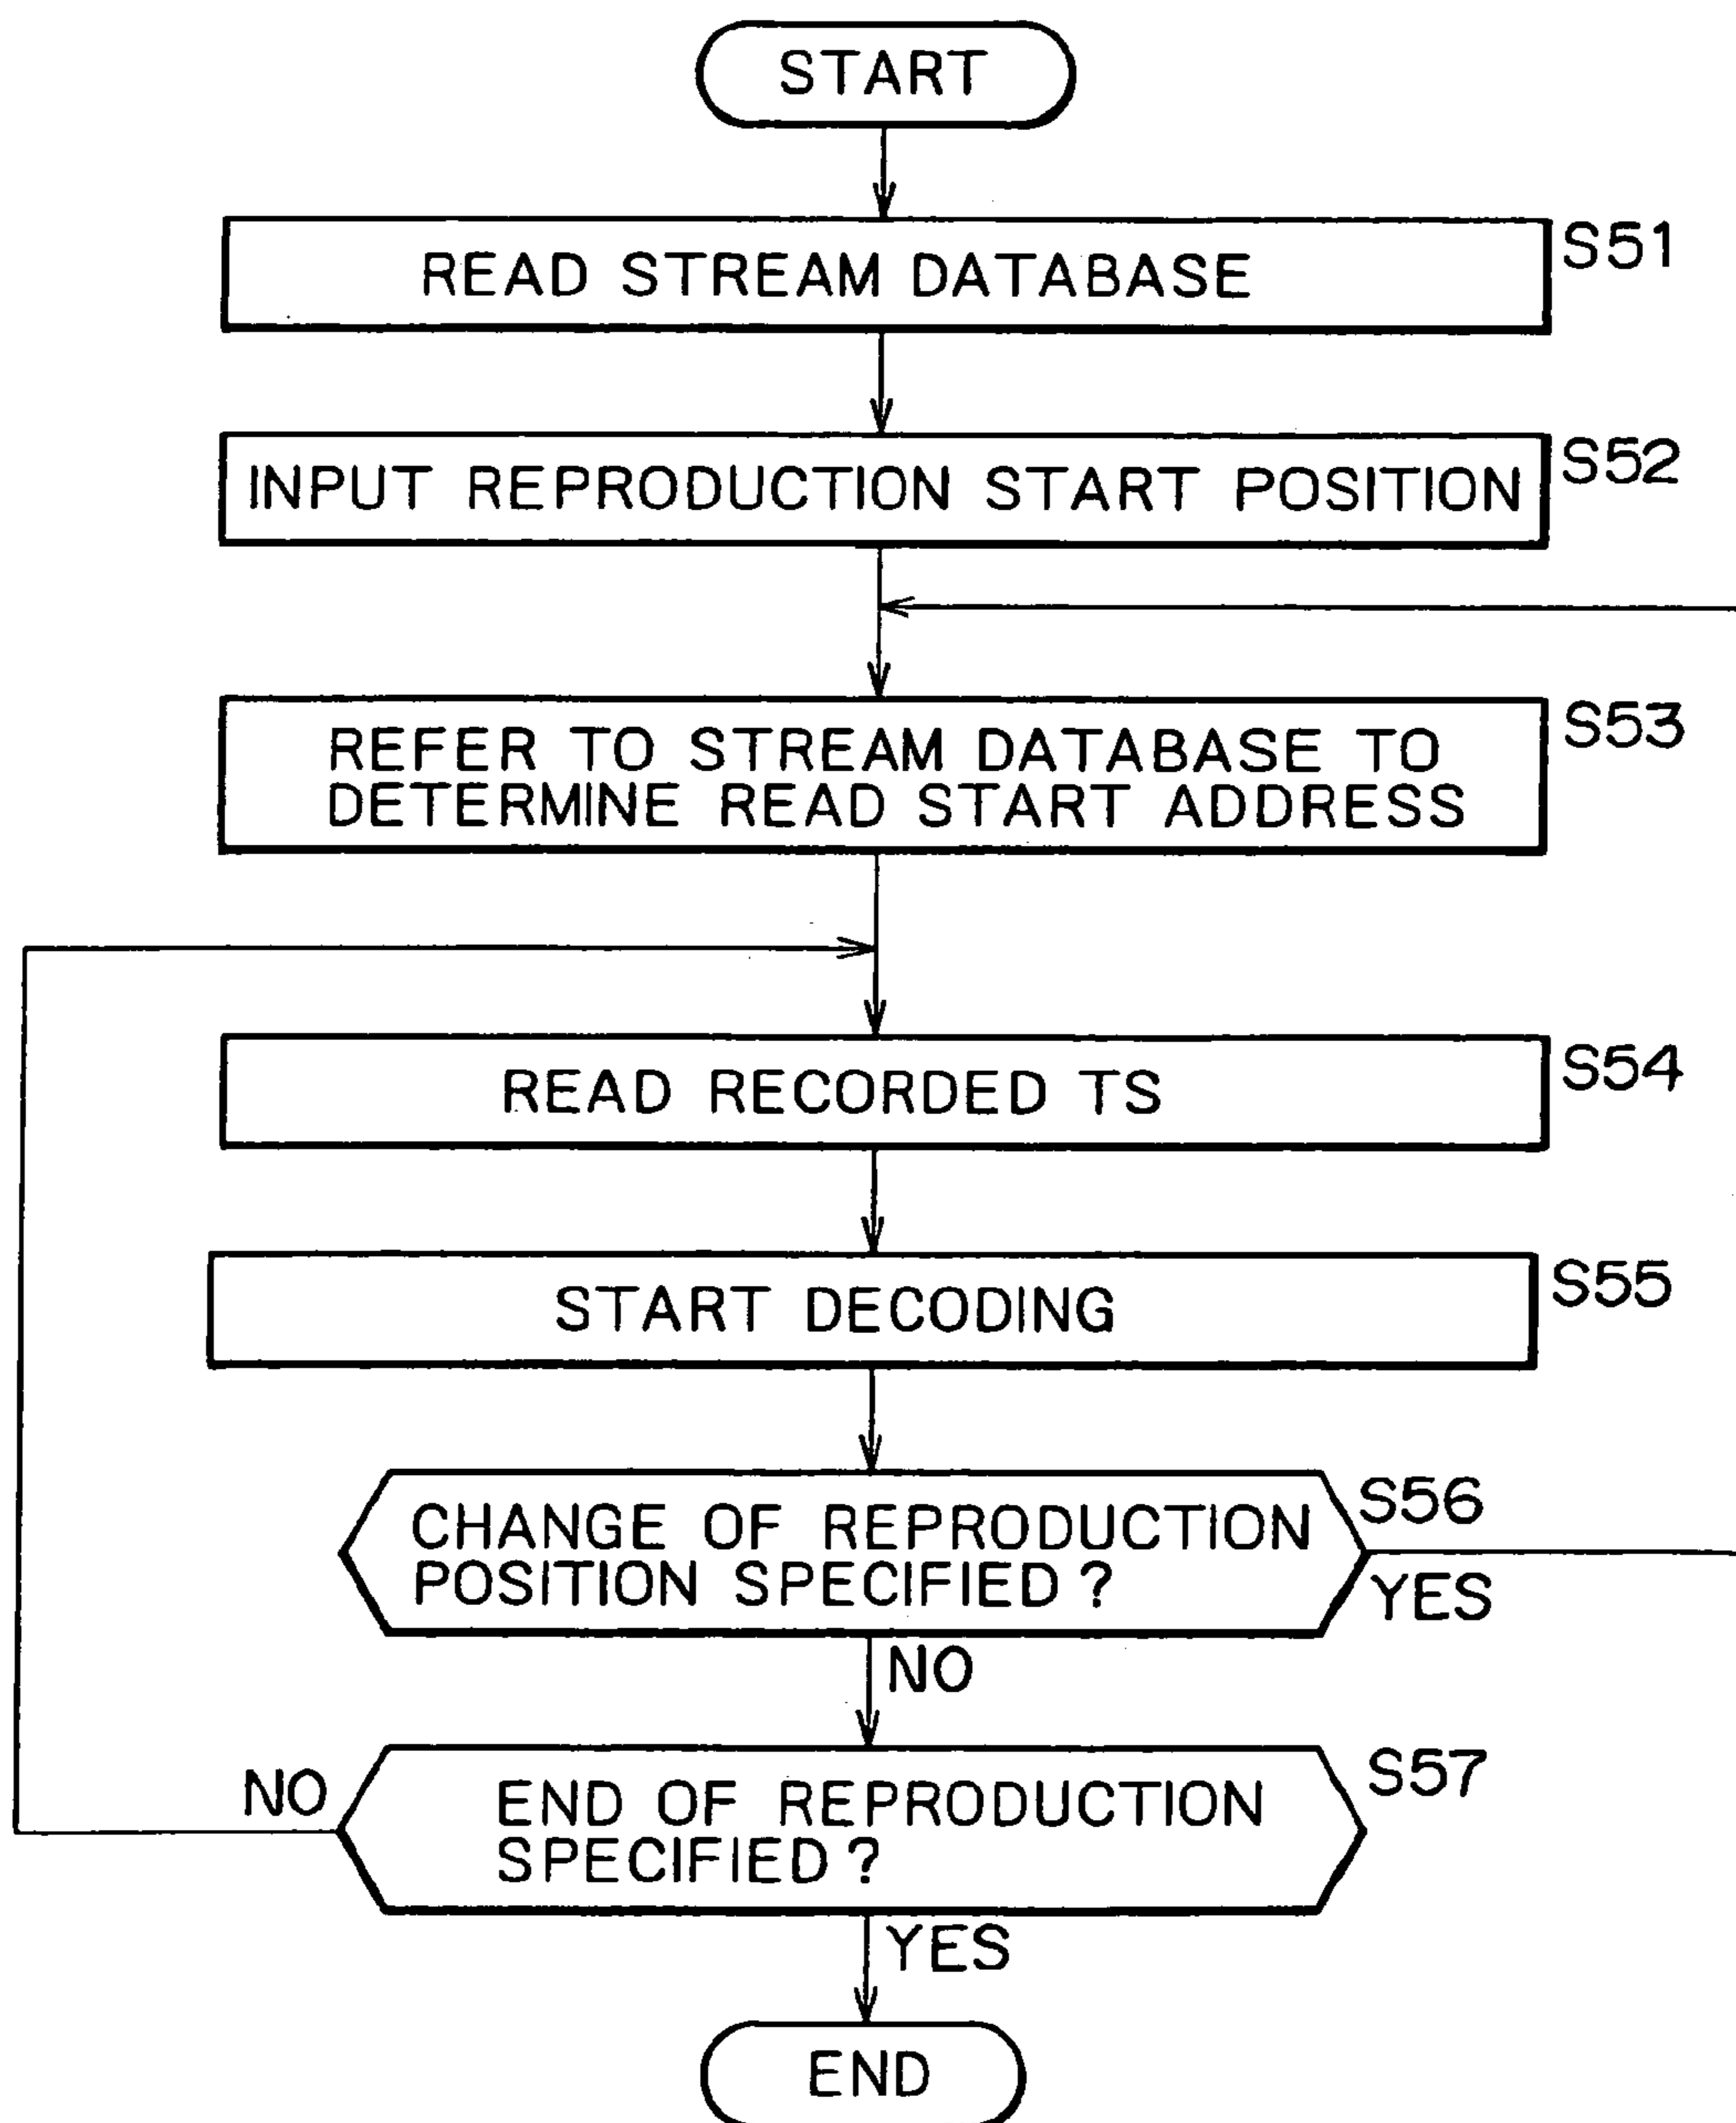 START
READ STREAM DATABASE
S51
INPUT REPRODUCTION START POSITION
S52
REFER TO STREAM DATABASE TO
DETERMINE READ START ADDRESS
S53
READ RECORDED TS
S54
START DECODING
S55
CHANGE OF REPRODUCTION
POSITION SPECIFIED ?
S56
YES
NO
END OF REPRODUCTION
SPECIFIED ?
S57
NO
YES
END